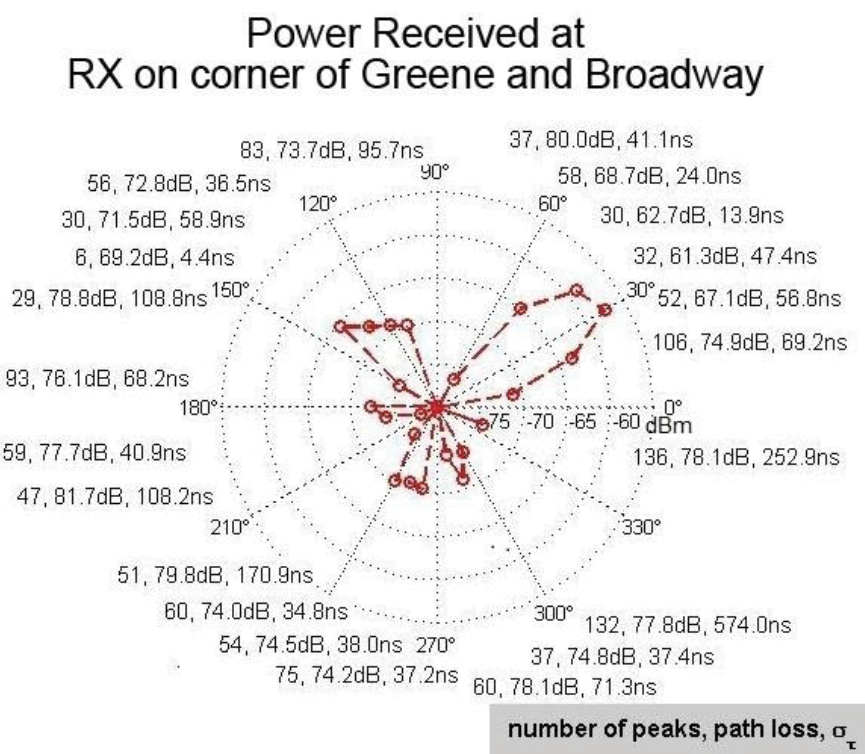 Power Received at
RX on corner of Greene and Broadway
83, 73.7dB, 95.7ns
37, 80.0dB, 41.1ns
90°
56, 72.8dB, 36.5ns
58, 68.7dB, 24.0ns
120°
60°
30, 71.5dB, 58.9ns
30, 62.7dB, 13.9ns
6, 69.2dB, 4.4ns
32, 61.3dB, 47.4ns
29, 78.8dB, 108.8ns
150°
30°
52, 67.1dB, 56.8ns
106, 74.9dB, 69.2ns
93, 76.1dB, 68.2ns
180°
0°
-75 -70 -65 -60 dBm
59, 77.7dB, 40.9ns
136, 78.1dB, 252.9ns
47, 81.7dB, 108.2ns
210°
330°
51, 79.8dB, 170.9ns
60, 74.0dB, 34.8ns
300°
132, 77.8dB, 574.0ns
54, 74.5dB, 38.0ns
270°
37, 74.8dB, 37.4ns
75, 74.2dB, 37.2ns
60, 78.1dB, 71.3ns
number of peaks, path loss, στ